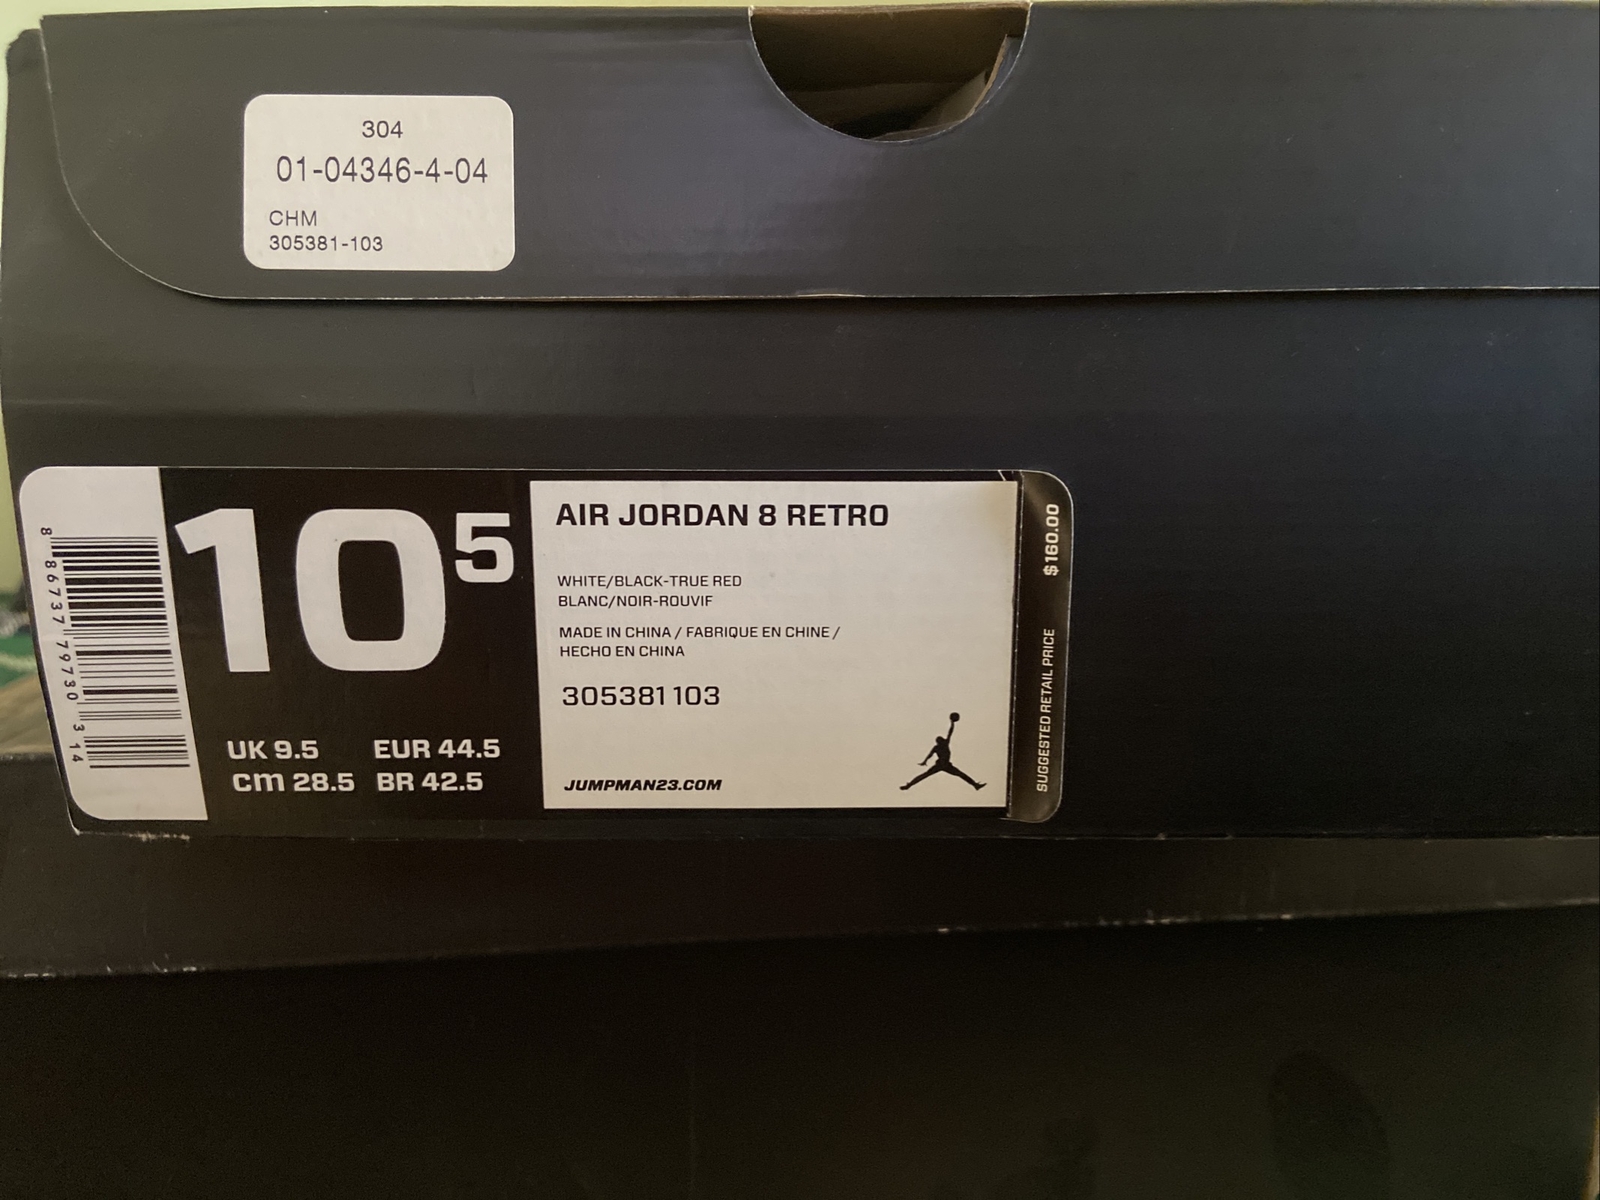 304
01-04346-4-04
CHM
305381-103
8 86737 79730 3 14
10 5
UK 9.5 EUR 44.5
cm 28.5 BR 42.5
AIR JORDAN 8 RETRO
WHITE/BLACK-TRUE RED
BLANC/NOIR-ROUVIF
MADE IN CHINA / FABRIQUE EN CHINE /
HECHO EN CHINA
305381 103
JUMPMAN23.COM
SUGGESTED RETAIL PRICE $160.00